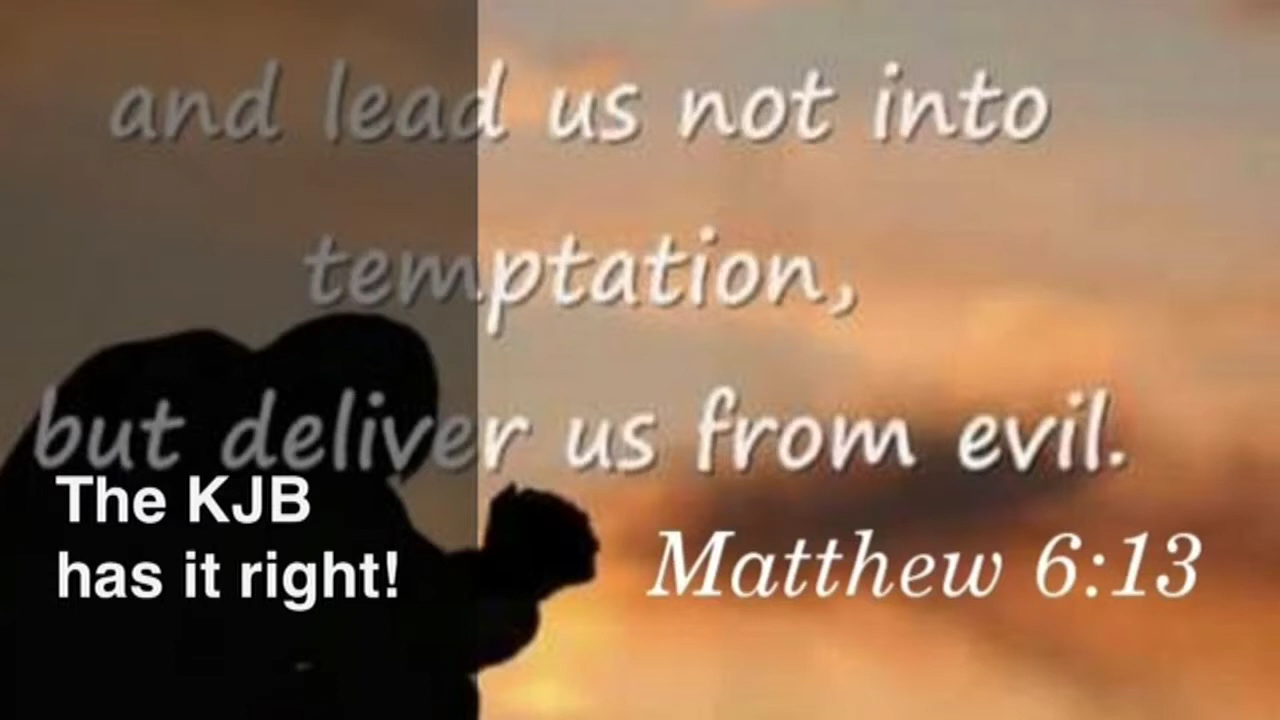 and lead us not into
temptation,
but deliver us from evil.
The KJB
has it right!
Matthew 6:13